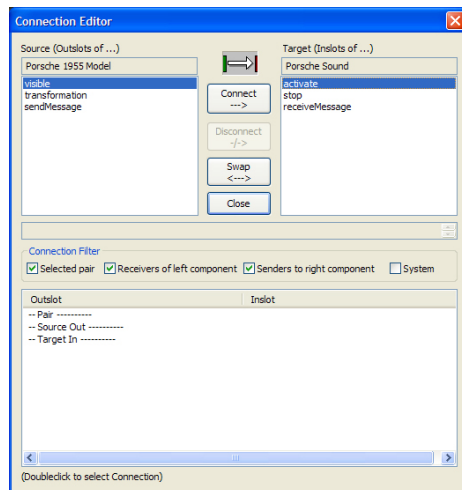 Connection Editor
Source (Outslots of ...)
Target (Inslots of ...)
Porsche 1955 Model
Porsche Sound
visible
transformation
sendMessage
activate
stop
receiveMessage
Connect
--->
Disconnect
-/->
Swap
<--->
Close
Connection Filter
Selected pair Receivers of left component Senders to right component System
Outslot Inslot
-- Pair ----------
-- Source Out ----------
-- Target In ----------
(Doubleclick to select Connection)